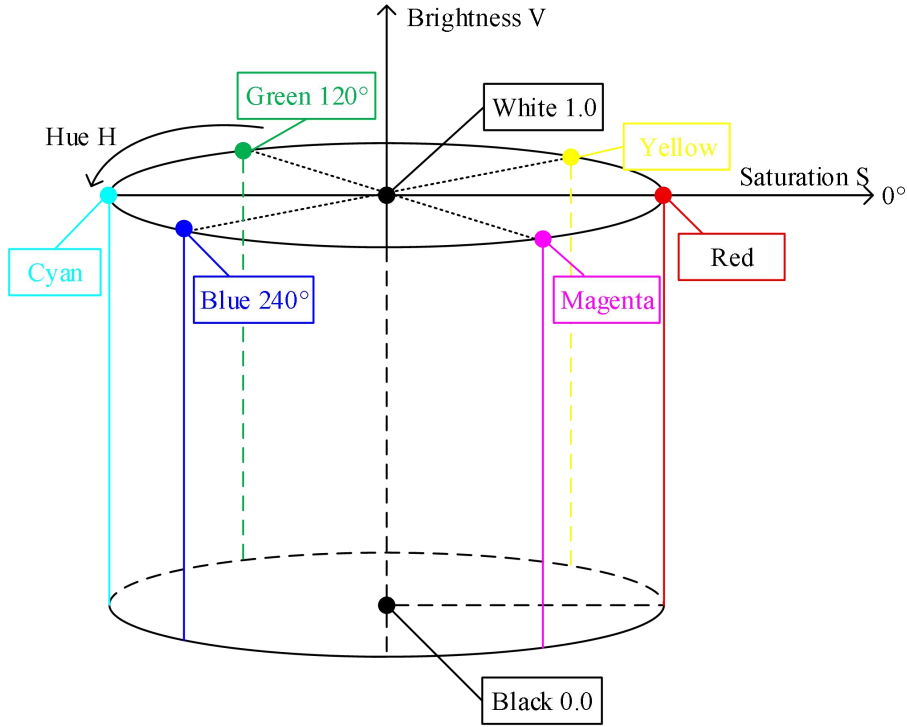 Brightness V
Green 120°
White 1.0
Hue H
Yellow
Saturation S
0°
Cyan
Red
Blue 240°
Magenta
Black 0.0